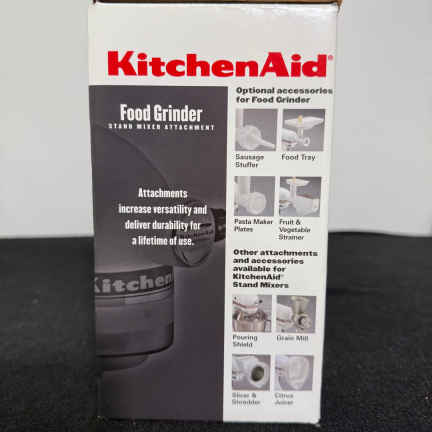 KitchenAid®
Food Grinder
STAND MIXER ATTACHMENT
Attachments
increase versatility and
deliver durability for
a lifetime of use.
KitchenAid
Optional accessories
for Food Grinder
Sausage
Stuffer
Food Tray
Pasta Maker
Plates
Fruit &
Vegetable
Strainer
Other attachments
and accessories
available for
KitchenAid®
Stand Mixers
Pouring
Shield
Grain Mill
Slicer &
Shredder
Citrus
Juicer